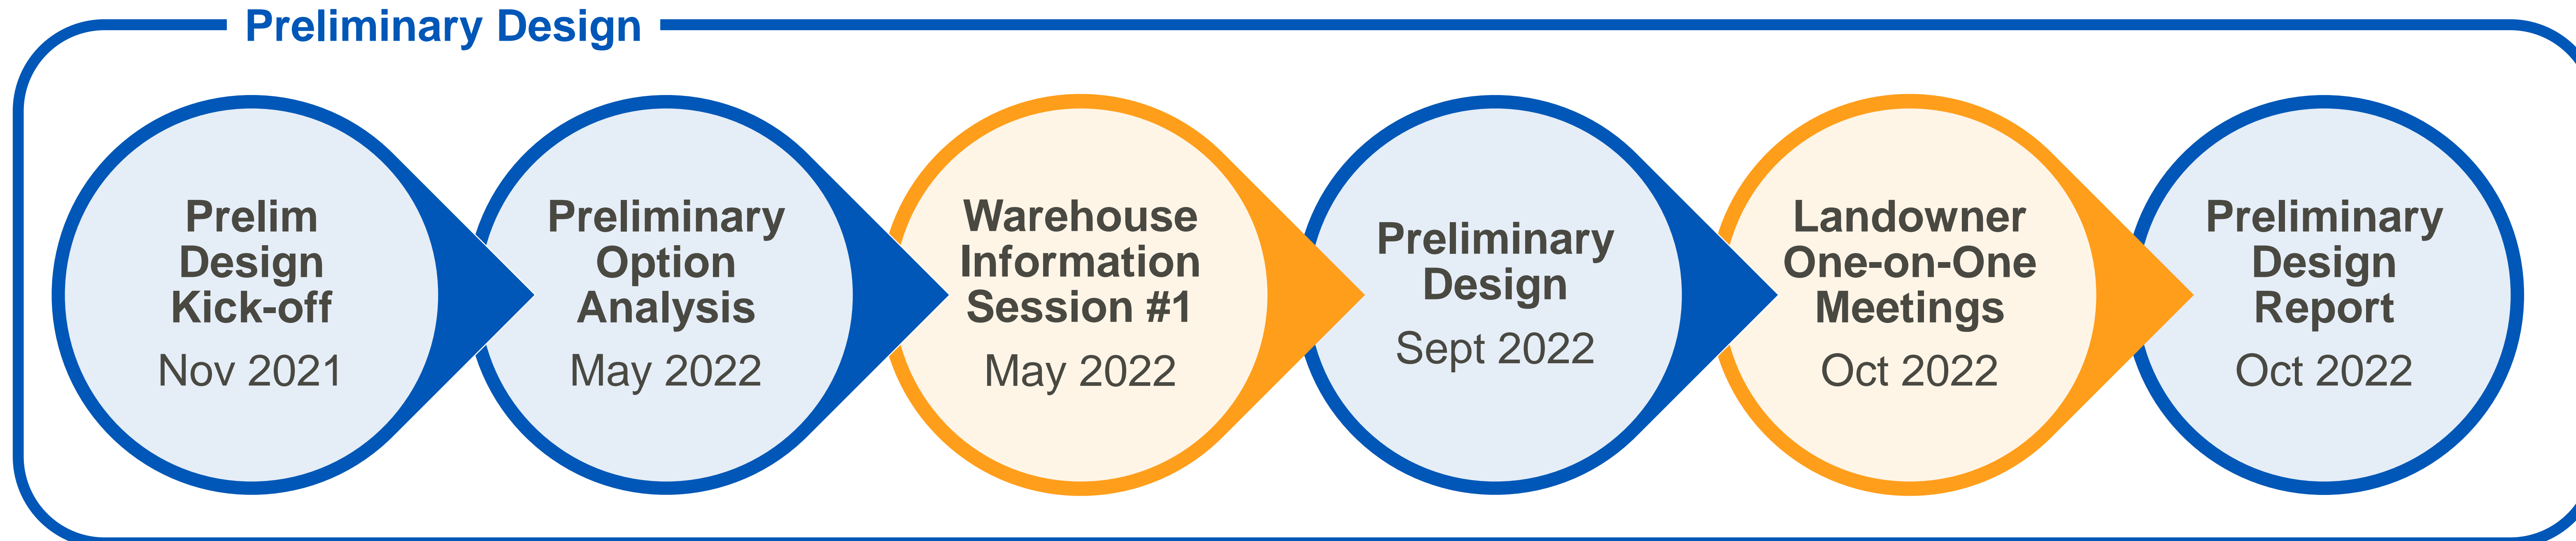 Preliminary Design
Prelim
Design
Kick-off
Nov 2021
Preliminary
Option
Analysis
May 2022
Warehouse
Information
Session #1
May 2022
Preliminary
Design
Sept 2022
Landowner
One-on-One
Meetings
Oct 2022
Preliminary
Design
Report
Oct 2022